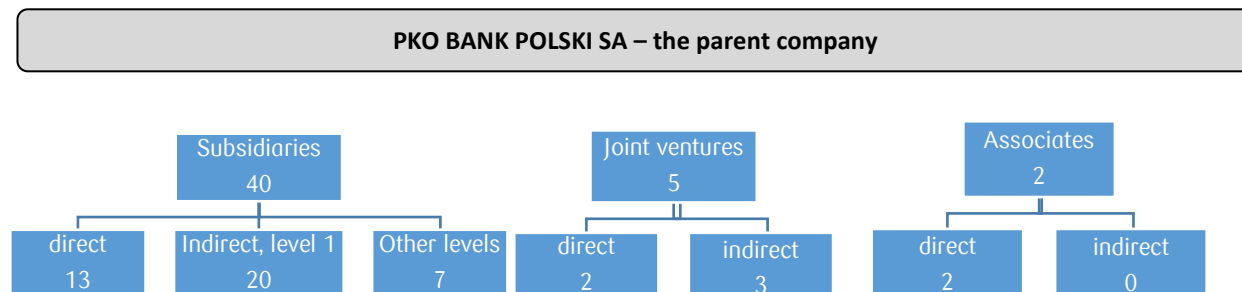 PKO BANK POLSKI SA – the parent company
Subsidiaries
40
direct
13
Indirect, level 1
20
Other levels
7
Joint ventures
5
direct
2
indirect
3
Associates
2
direct
2
indirect
0